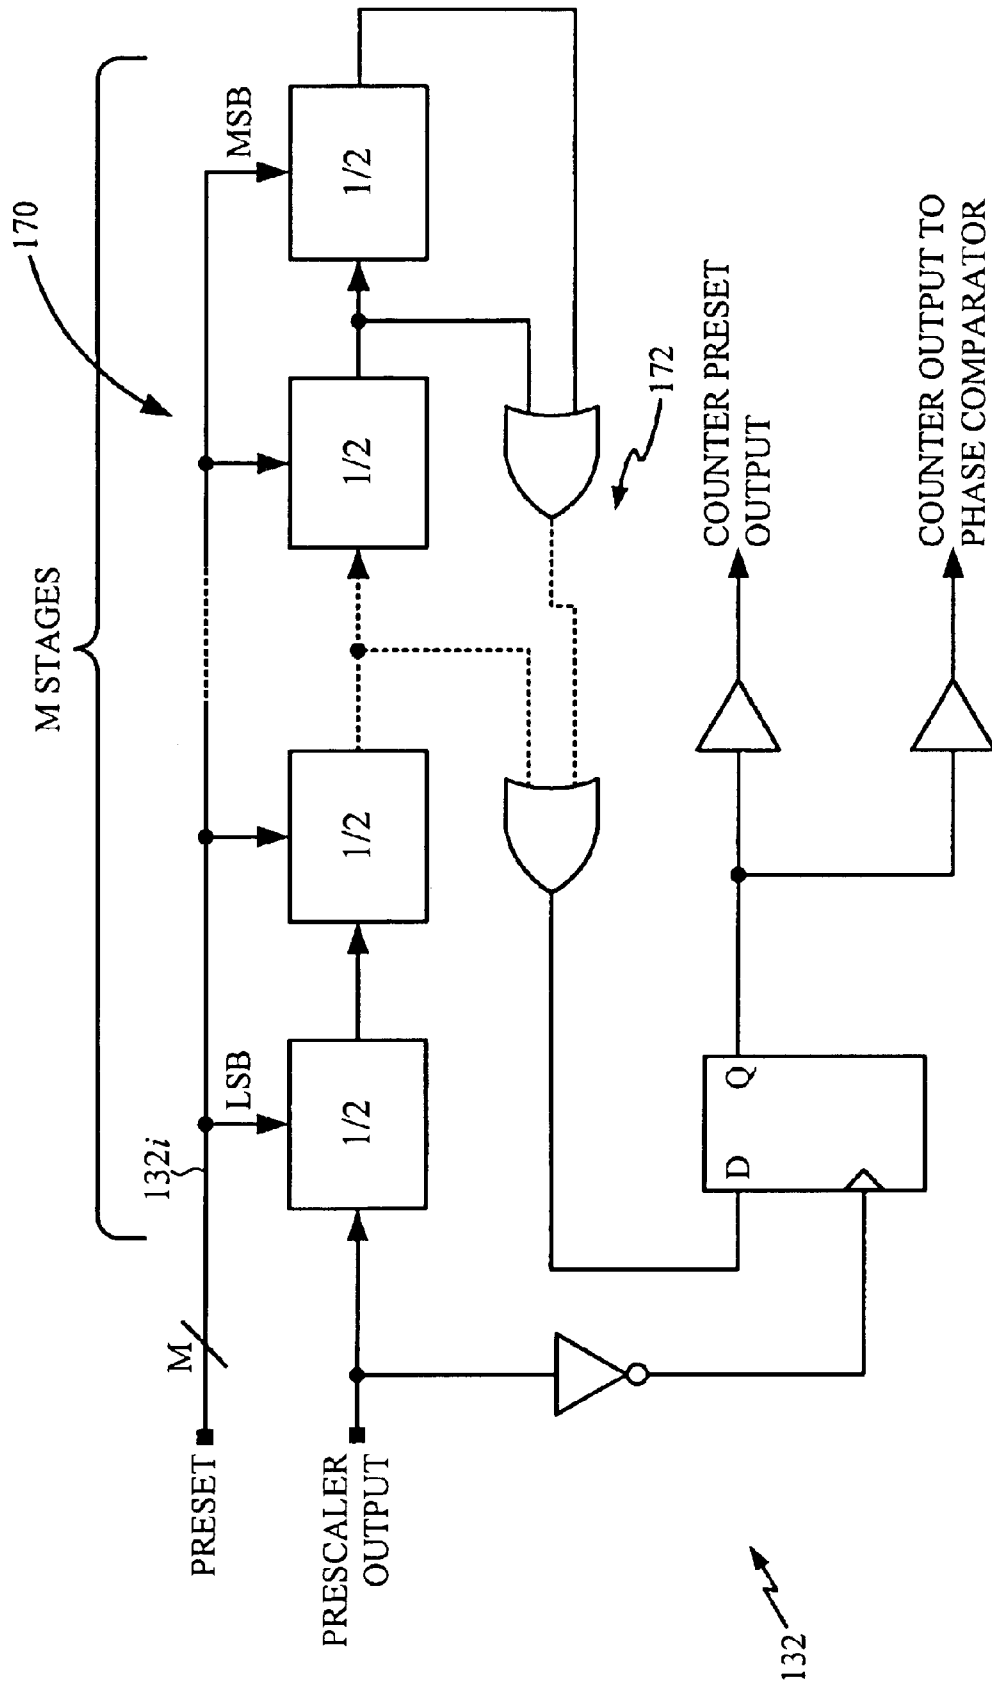 M STAGES
170
132i
M
PRESET
LSB
MSB
PRESCALER
OUTPUT
1/2
1/2
1/2
1/2
172
D
Q
COUNTER PRESET
OUTPUT
COUNTER OUTPUT TO
PHASE COMPARATOR
132